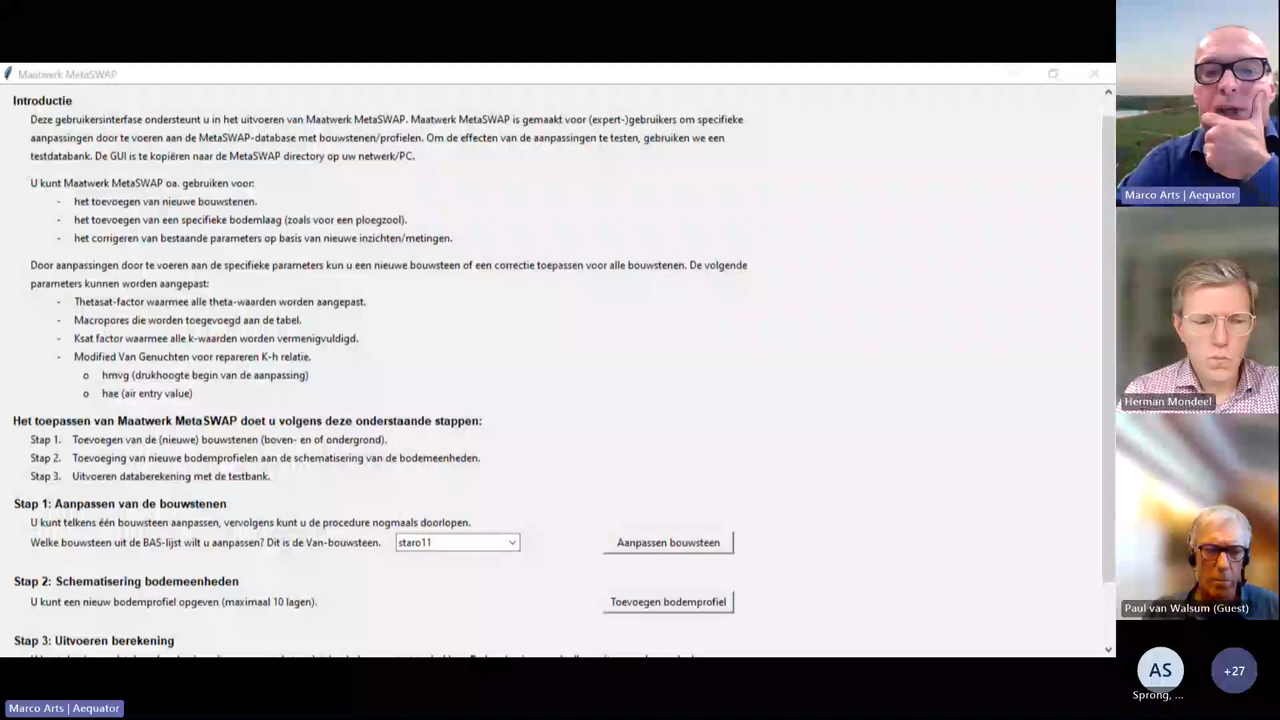 Maatwerk MetaSWAP
Introductie
Deze gebruikersinterface ondersteunt u in het uitvoeren van Maatwerk MetaSWAP. Maatwerk MetaSWAP is gemaakt voor (expert-)gebruikers om specifieke
aanpassingen door te voeren aan de MetaSWAP-database met bouwstenen/profielen. Om de effecten van de aanpassingen te testen, gebruiken we een
testdatabank. De GUI is te kopiëren naar de MetaSWAP directory op uw netwerk/PC.
U kunt Maatwerk MetaSWAP oa. gebruiken voor:
- het toevoegen van nieuwe bouwstenen.
- het toevoegen van een specifieke bodemlaag (zoals voor een ploegzool).
- het corrigeren van bestaande parameters op basis van nieuwe inzichten/metingen.
Door aanpassingen door te voeren aan de specifieke parameters kun u een nieuwe bouwsteen of een correctie toepassen voor alle bouwstenen. De volgende
parameters kunnen worden aangepast:
- Thetasat-factor waarmee alle theta-waarden worden aangepast.
- Macropores die worden toegevoegd aan de tabel.
- Ksat factor waarmee alle k-waarden worden vermenigvuldigd.
- Modified Van Genuchten voor repareren K-h relatie.
o hmvg (drukhoogte begin van de aanpassing)
o hae (air entry value)
Het toepassen van Maatwerk MetaSWAP doet u volgens deze onderstaande stappen:
Stap 1. Toevoegen van de (nieuwe) bouwstenen (boven- en of ondergrond).
Stap 2. Toevoeging van nieuwe bodemprofielen aan de schematisering van de bodemeenheden.
Stap 3. Uitvoeren databerekening met de testbank.
Stap 1: Aanpassen van de bouwstenen
U kunt telkens één bouwsteen aanpassen, vervolgens kunt u de procedure nogmaals doorlopen.
Welke bouwsteen uit de BAS-lijst wilt u aanpassen? Dit is de Van-bouwsteen. staro11 Aanpassen bouwsteen
Stap 2: Schematisering bodemeenheden
U kunt een nieuw bodemprofiel opgeven (maximaal 10 lagen). Toevoegen bodemprofiel
Stap 3: Uitvoeren berekening
Marco Arts | Aequator
Marco Arts | Aequator
Herman Mondeel
Paul van Walsum (Guest)
AS
Sprong, ...
+27